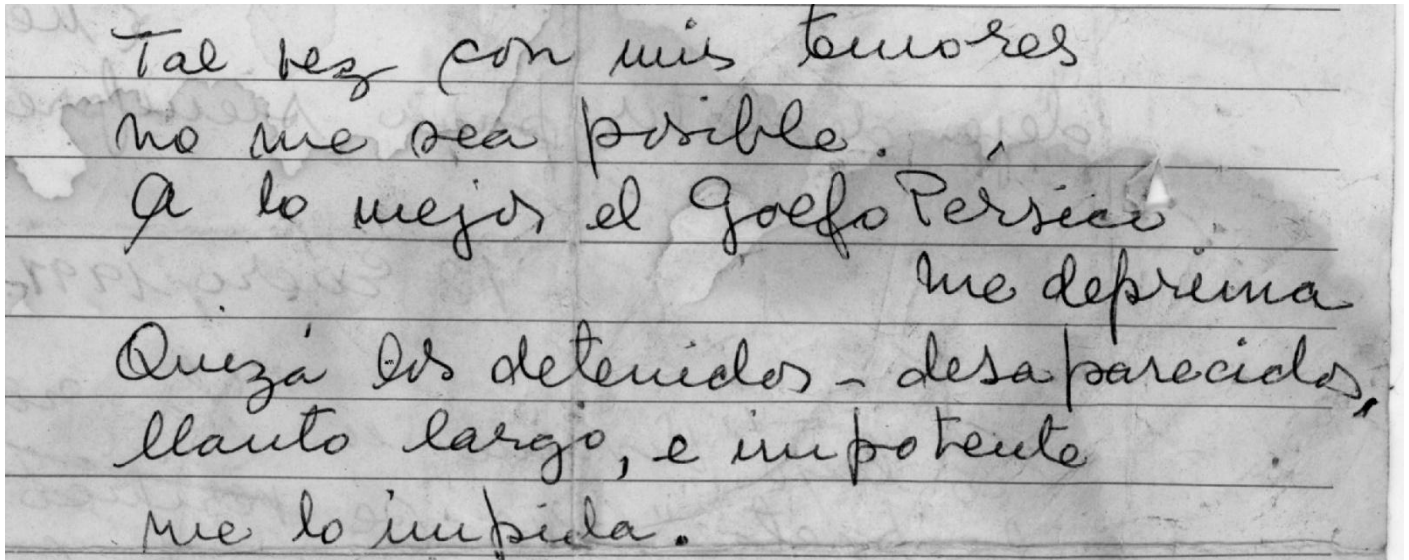 Tal vez con mis temores
no me sea posible.
A lo mejor el Golfo Pérsico
me deprima
Quizá los detenidos - desaparecidos,
llanto largo, e impotente
me lo impida.